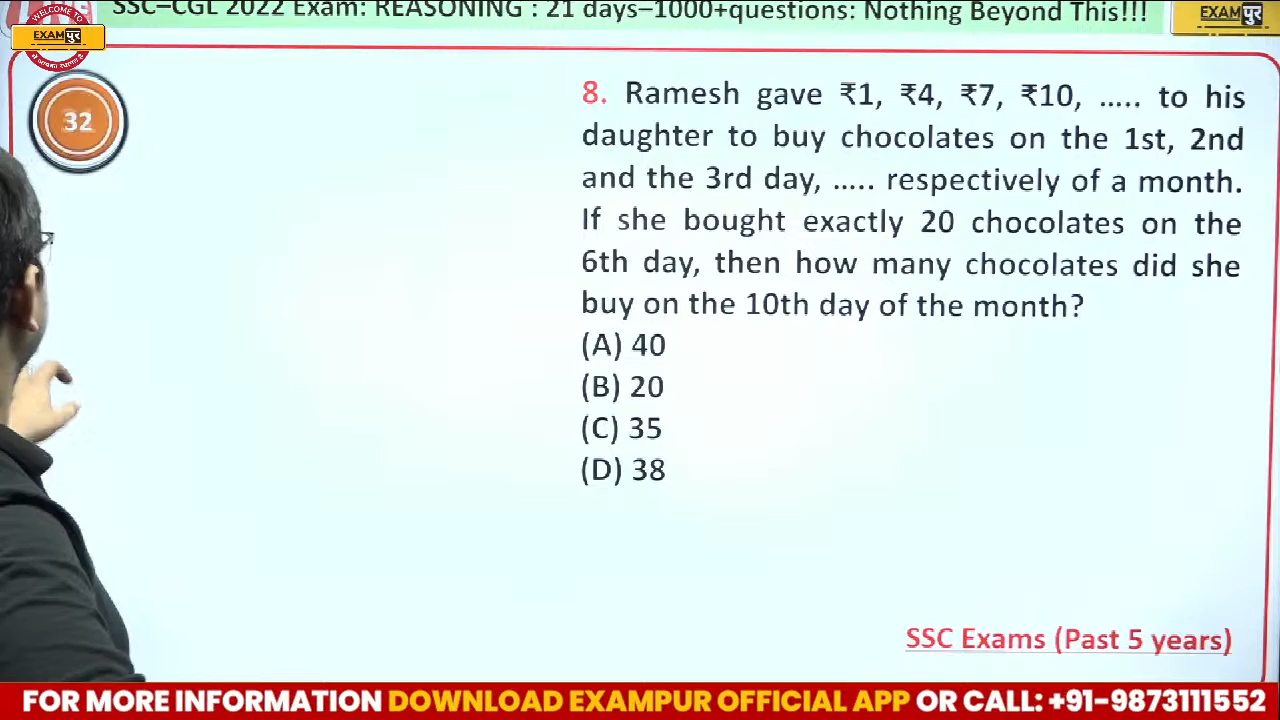 SSC–CGL 2022 Exam: REASONING : 21 days–1000+questions: Nothing Beyond This!!!
WELCOME TO
EXAMपुर
EXAMपुर
32
8. Ramesh gave ₹1, ₹4, ₹7, ₹10, ..... to his
daughter to buy chocolates on the 1st, 2nd
and the 3rd day, ..... respectively of a month.
If she bought exactly 20 chocolates on the
6th day, then how many chocolates did she
buy on the 10th day of the month?
(A) 40
(B) 20
(C) 35
(D) 38
SSC Exams (Past 5 years)
FOR MORE INFORMATION DOWNLOAD EXAMPUR OFFICIAL APP OR CALL: +91-9873111552